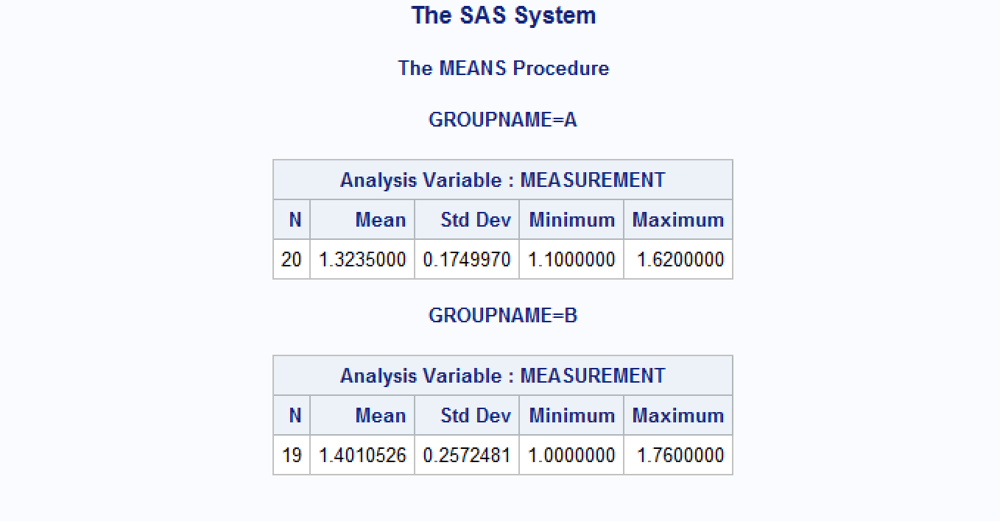 The SAS System
The MEANS Procedure
GROUPNAME=A
Analysis Variable : MEASUREMENT
N Mean Std Dev Minimum Maximum
20 1.3235000 0.1749970 1.1000000 1.6200000
GROUPNAME=B
Analysis Variable : MEASUREMENT
N Mean Std Dev Minimum Maximum
19 1.4010526 0.2572481 1.0000000 1.7600000